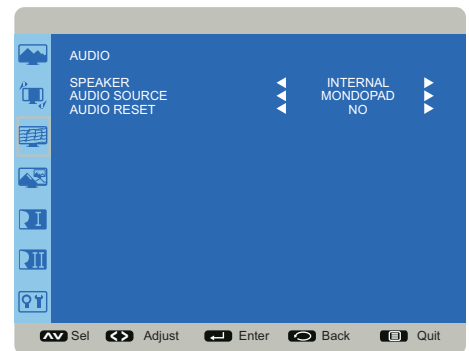 AUDIO
SPEAKER INTERNAL
AUDIO SOURCE MONDOPAD
AUDIO RESET NO
Sel Adjust Enter Back Quit